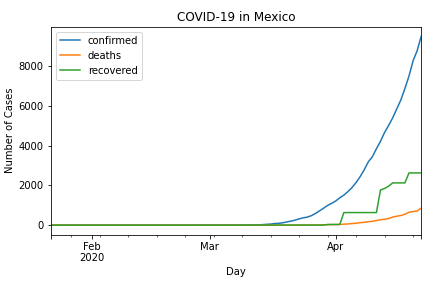 COVID-19 in Mexico
confirmed
deaths
recovered
Number of Cases
8000
6000
4000
2000
0
Feb
2020
Mar
Apr
Day